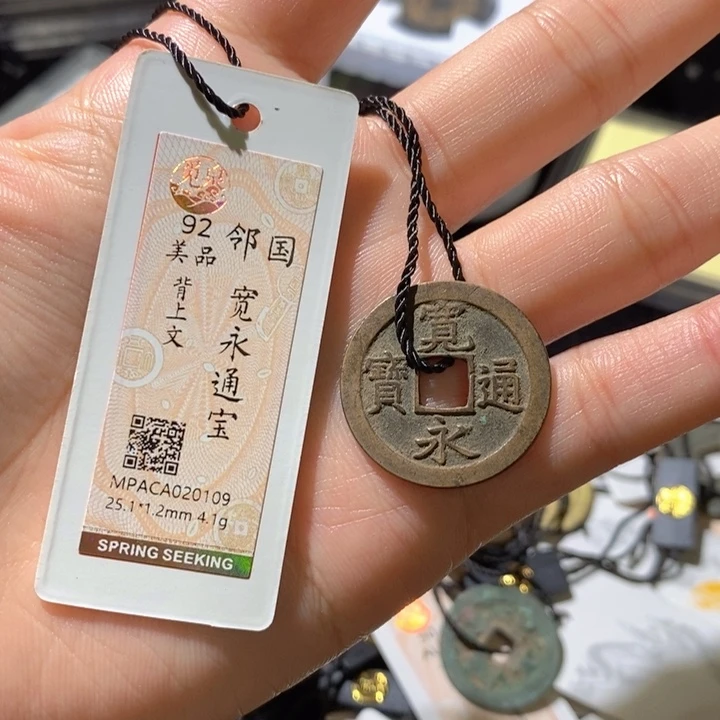 92
美品
背上文
邻国
宽永通宝
MPACA020109
25.1*1.2mm 4.1g
SPRING SEEKING
寛永通寳